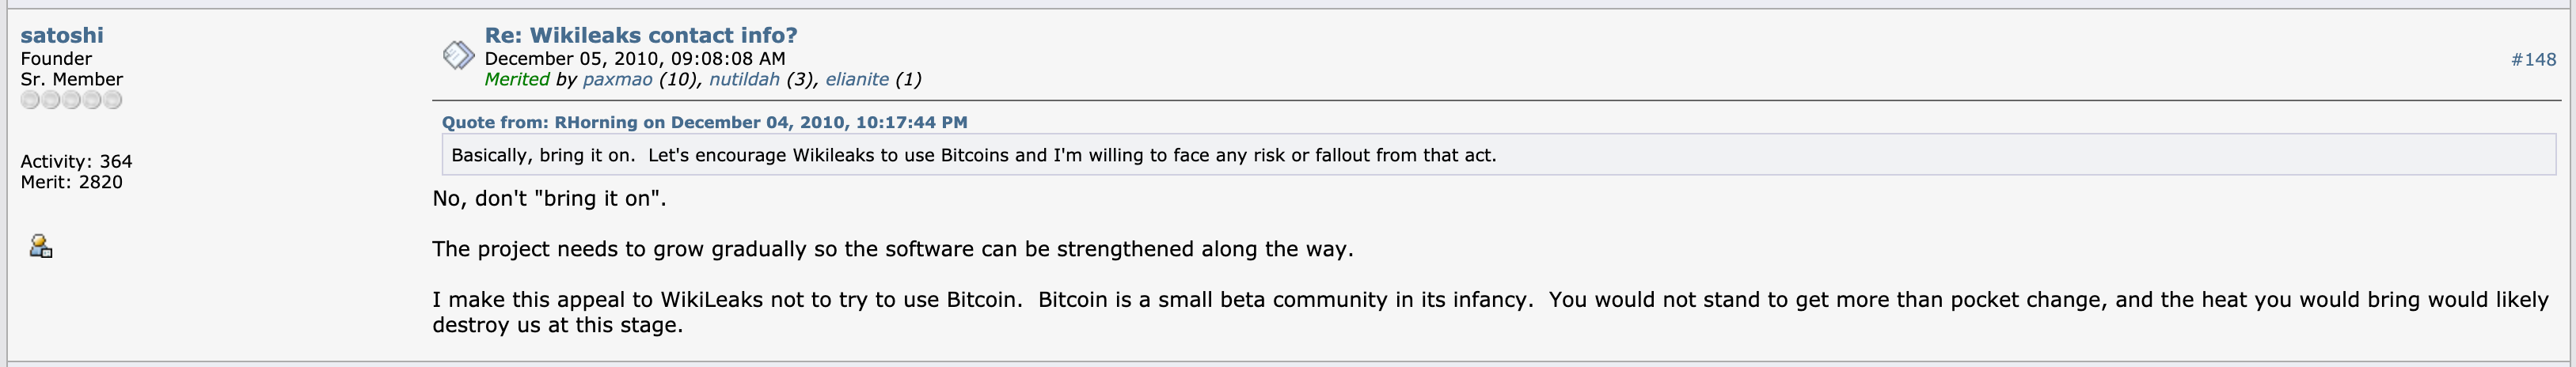 satoshi
Founder
Sr. Member
Activity: 364
Merit: 2820
Re: Wikileaks contact info?
December 05, 2010, 09:08:08 AM
Merited by paxmao (10), nutildah (3), elianite (1)
#148
Quote from: RHorning on December 04, 2010, 10:17:44 PM
Basically, bring it on.  Let's encourage Wikileaks to use Bitcoins and I'm willing to face any risk or fallout from that act.
No, don't "bring it on".
The project needs to grow gradually so the software can be strengthened along the way.
I make this appeal to WikiLeaks not to try to use Bitcoin.  Bitcoin is a small beta community in its infancy.  You would not stand to get more than pocket change, and the heat you would bring would likely
destroy us at this stage.